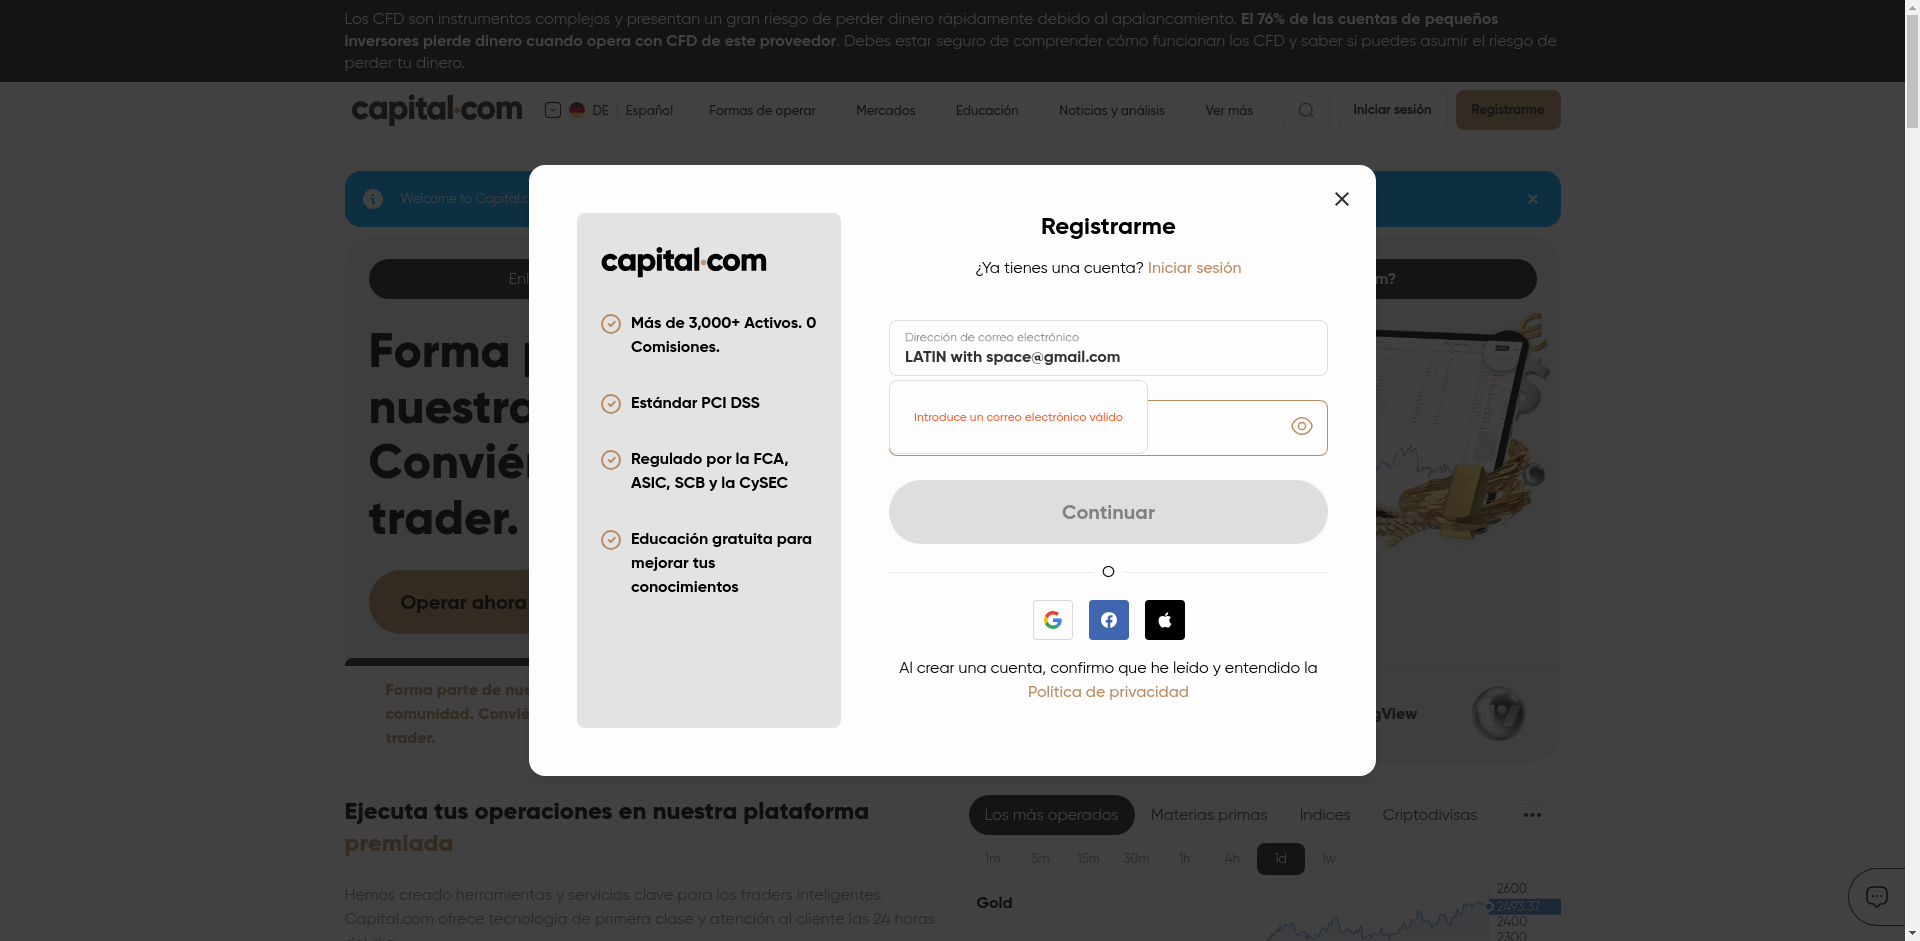 Los CFD son instrumentos complejos y presentan un gran riesgo de perder dinero rápidamente debido al apalancamiento. El 76% de las cuentas de pequeños
inversores pierde dinero cuando opera con CFD de este proveedor. Debes estar seguro de comprender cómo funcionan los CFD y saber si puedes asumir el riesgo de
perder tu dinero.
capital.com DE Español Formas de operar Mercados Educación Noticias y análisis Ver más Iniciar sesión Registrarme
Welcome to Capital.c
Enl
m?
Forma
nuestra
Convié
trader.
Operar ahora
Forma parte de nue
comunidad. Convié
trader.
gView
capital.com
Más de 3,000+ Activos. 0
Comisiones.
Estándar PCI DSS
Regulado por la FCA,
ASIC, SCB y la CySEC
Educación gratuita para
mejorar tus
conocimientos
Registrarme
¿Ya tienes una cuenta? Iniciar sesión
Dirección de correo electrónico
LATIN with space@gmail.com
Introduce un correo electrónico válido
Continuar
O
Al crear una cuenta, confirmo que he leído y entendido la
Política de privacidad
Ejecuta tus operaciones en nuestra plataforma
premiada
Hemos creado herramientas y servicios clave para los traders inteligentes.
Capital.com ofrece tecnología de primera clase y atención al cliente las 24 horas
del día
Los más operados Materias primas Indices Criptodivisas
1m 5m 15m 30m 1h 4h 1d 1w
Gold
2600
2493.37
2400
2300